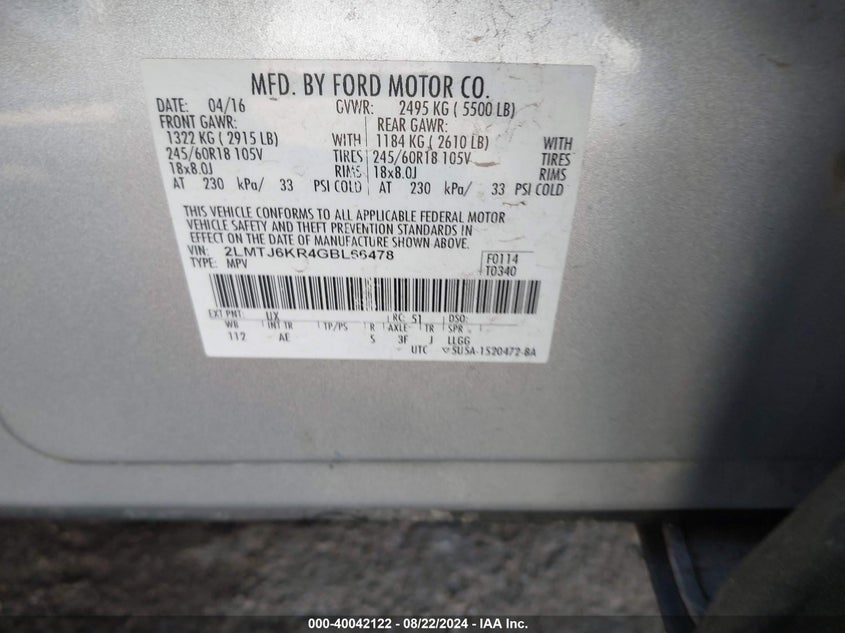 MFD. BY FORD MOTOR CO.
DATE: 04/16 GVWR: 2495 KG ( 5500 LB)
FRONT GAWR: REAR GAWR:
1322 KG ( 2915 LB) WITH 1184 KG ( 2610 LB) WITH
245/60R18 105V TIRES 245/60R18 105V TIRES
18x8.0J RIMS 18x8.0J RIMS
AT 230 kPa/ 33 PSI COLD AT 230 kPa/ 33 PSI COLD
THIS VEHICLE CONFORMS TO ALL APPLICABLE FEDERAL MOTOR
VEHICLE SAFETY AND THEFT PREVENTION STANDARDS IN
EFFECT ON THE DATE OF MANUFACTURE SHOWN ABOVE.
VIN: 2LMTJ6KR4GBL66478 F0114
TYPE: MPV T0340
EXT PNT: UX RC: S1 DSO:
WB INT TR TP/PS R AXLE TR SPR
112 AE S 3F J LLGG
UTC 5U5A-1520472-BA
000-40042122 - 08/22/2024 - IAA Inc.